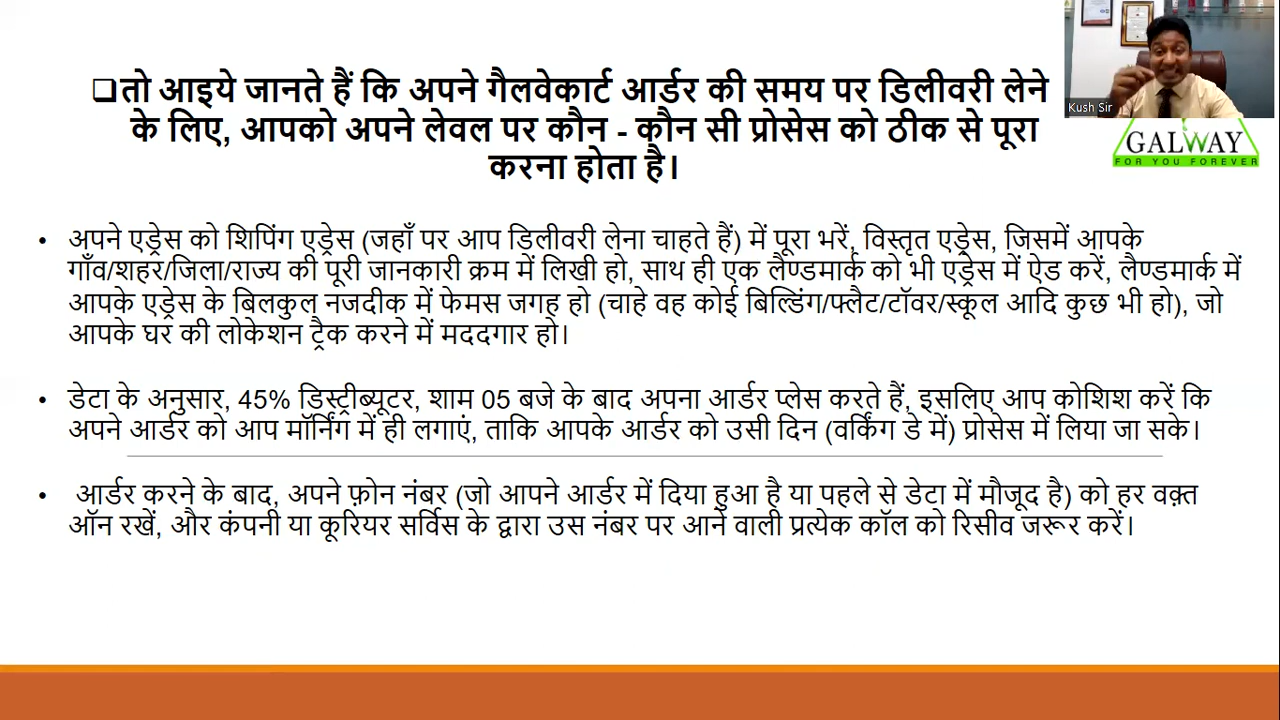 ❑तो आइये जानते हैं कि अपने गैलवेकार्ट आर्डर की समय पर डिलीवरी लेने
के लिए, आपको अपने लेवल पर कौन - कौन सी प्रोसेस को ठीक से पूरा
करना होता है।
Kush Sir
GALWAY
FOR YOU FOREVER
• अपने एड्रेस को शिपिंग एड्रेस (जहाँ पर आप डिलीवरी लेना चाहते हैं) में पूरा भरें, विस्तृत एड्रेस, जिसमें आपके
गाँव/शहर/जिला/राज्य की पूरी जानकारी क्रम में लिखी हो, साथ ही एक लैण्डमार्क को भी एड्रेस में ऐड करें, लैण्डमार्क में
आपके एड्रेस के बिलकुल नजदीक में फेमस जगह हो (चाहे वह कोई बिल्डिंग/फ्लैट/टॉवर/स्कूल आदि कुछ भी हो), जो
आपके घर की लोकेशन ट्रैक करने में मददगार हो।
• डेटा के अनुसार, 45% डिस्ट्रीब्यूटर, शाम 05 बजे के बाद अपना आर्डर प्लेस करते हैं, इसलिए आप कोशिश करें कि
अपने आर्डर को आप मॉर्निंग में ही लगाएं, ताकि आपके आर्डर को उसी दिन (वर्किंग डे में) प्रोसेस में लिया जा सके।
• आर्डर करने के बाद, अपने फ़ोन नंबर (जो आपने आर्डर में दिया हुआ है या पहले से डेटा में मौजूद है) को हर वक़्त
ऑन रखें, और कंपनी या कूरियर सर्विस के द्वारा उस नंबर पर आने वाली प्रत्येक कॉल को रिसीव जरूर करें।